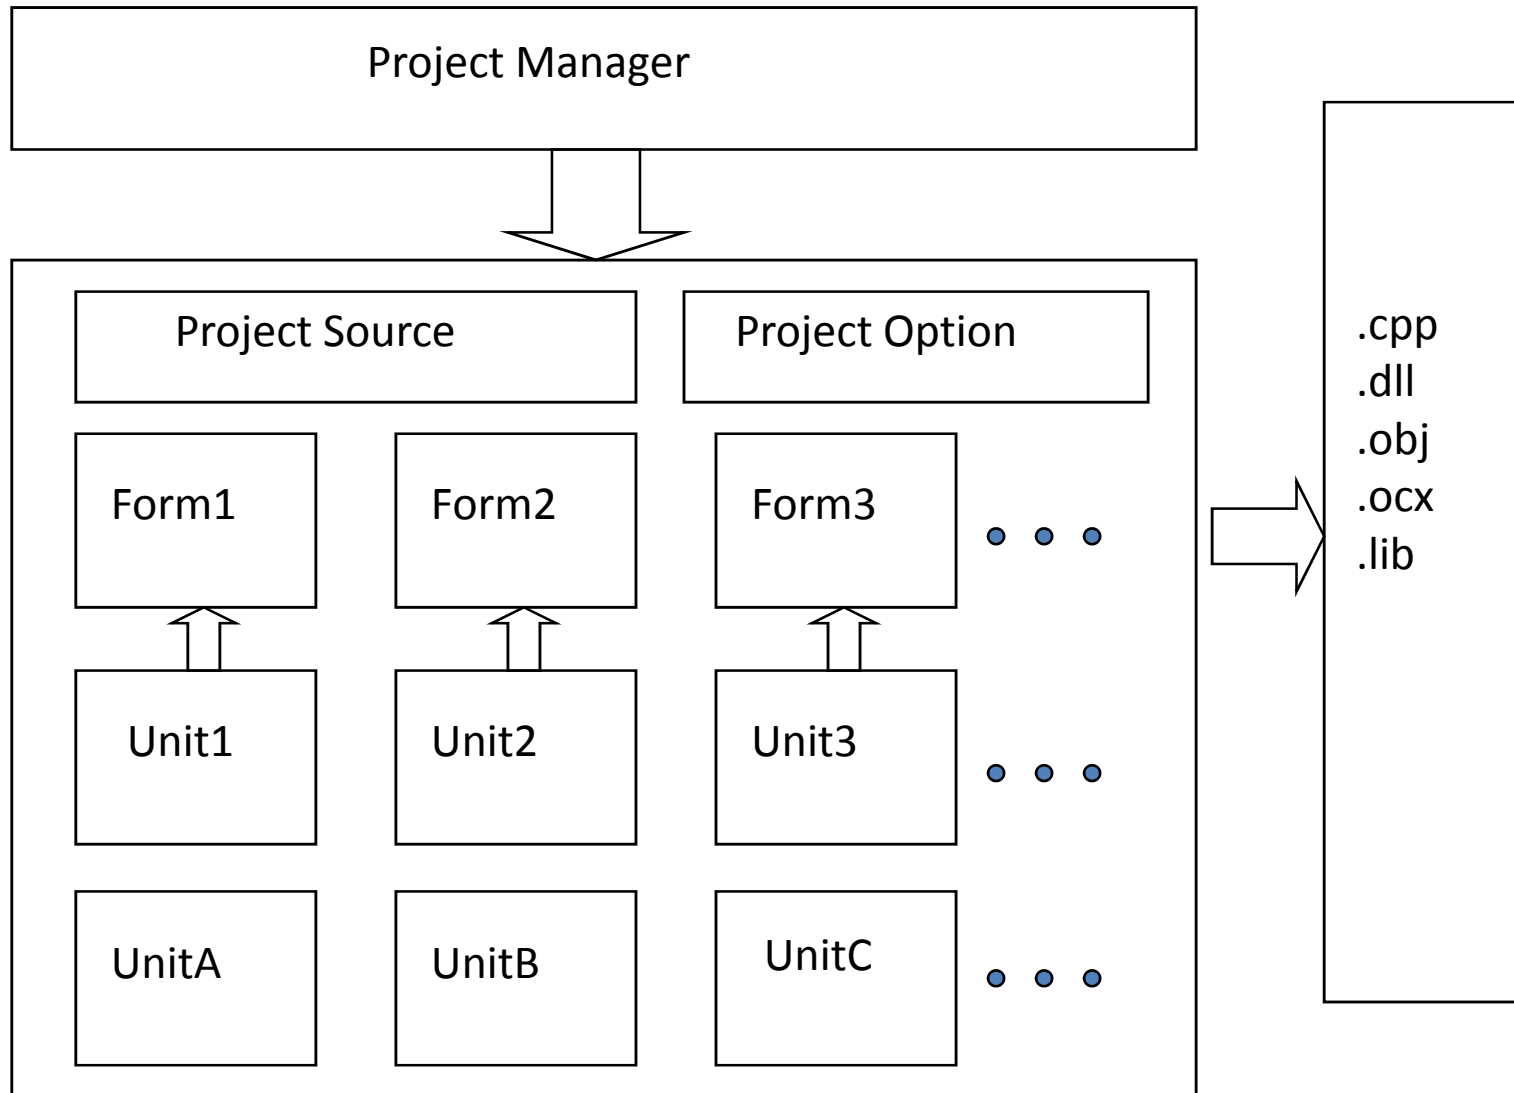 Project Manager
Project Source
Project Option
Form1
Form2
Form3
Unit1
Unit2
Unit3
UnitA
UnitB
UnitC
.cpp
.dll
.obj
.ocx
.lib